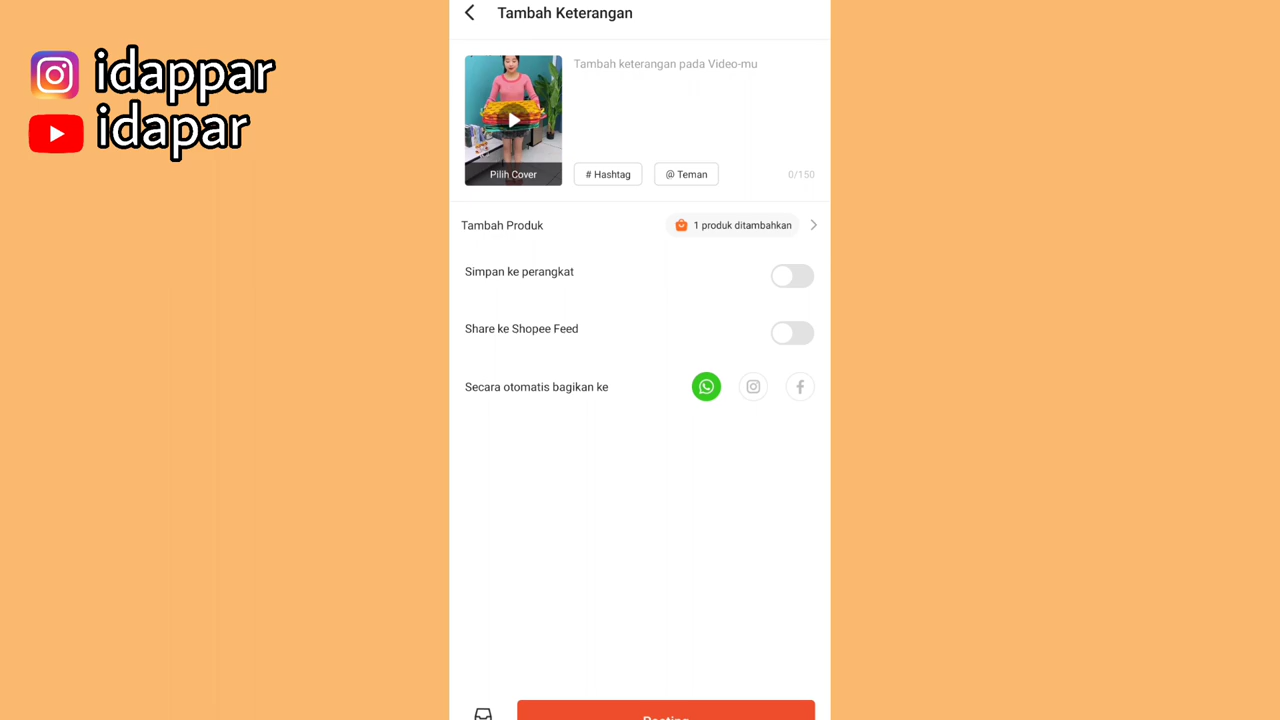 Tambah Keterangan
idappar
idapar
Tambah keterangan pada Video-mu
Pilih Cover
# Hashtag
@ Teman
0/150
Tambah Produk
1 produk ditambahkan
Simpan ke perangkat
Share ke Shopee Feed
Secara otomatis bagikan ke
Posting